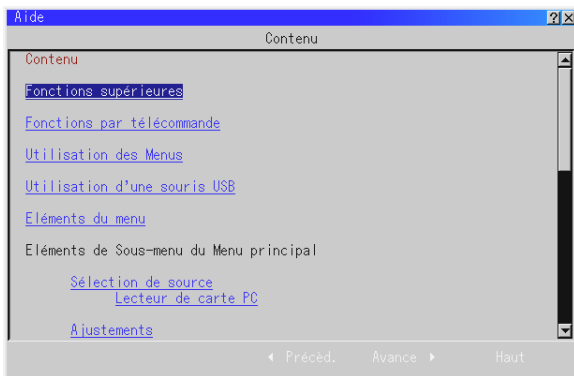 Aide
Contenu
Contenu
Fonctions supérieures
Fonctions par télécommande
Utilisation des Menus
Utilisation d'une souris USB
Eléments du menu
Eléments de Sous-menu du Menu principal
Sélection de source
Lecteur de carte PC
Ajustements
Précèd. Avance Haut